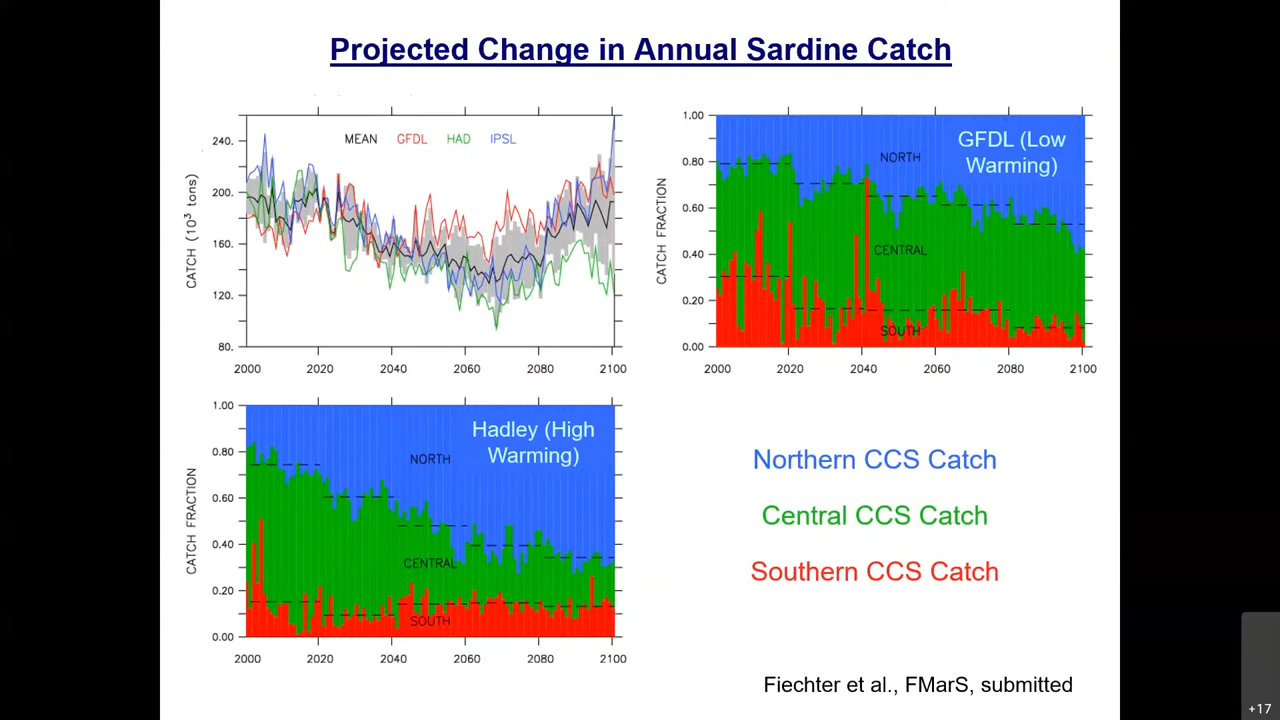 Projected Change in Annual Sardine Catch
240.
200.
160.
120.
80.
CATCH (10³ tons)
MEAN GFDL HAD IPSL
2000 2020 2040 2060 2080 2100
1.00
0.80
0.60
0.40
0.20
0.00
CATCH FRACTION
GFDL (Low
Warming)
NORTH
CENTRAL
SOUTH
2000 2020 2040 2060 2080 2100
1.00
0.80
0.60
0.40
0.20
0.00
CATCH FRACTION
Hadley (High
Warming)
NORTH
CENTRAL
SOUTH
2000 2020 2040 2060 2080 2100
Northern CCS Catch
Central CCS Catch
Southern CCS Catch
Fiechter et al., FMarS, submitted
+17